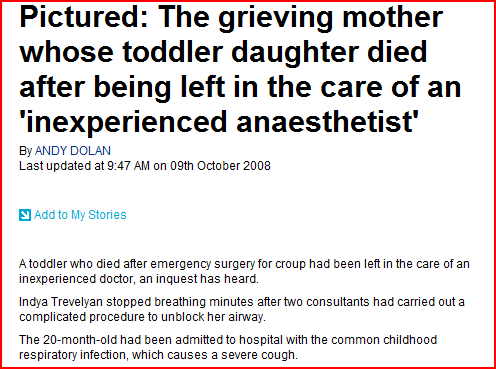 Pictured: The grieving mother
whose toddler daughter died
after being left in the care of an
'inexperienced anaesthetist'
By ANDY DOLAN
Last updated at 9:47 AM on 09th October 2008
Add to My Stories
A toddler who died after emergency surgery for croup had been left in the care of an
inexperienced doctor, an inquest has heard.
Indya Trevelyan stopped breathing minutes after two consultants had carried out a
complicated procedure to unblock her airway.
The 20-month-old had been admitted to hospital with the common childhood
respiratory infection, which causes a severe cough.